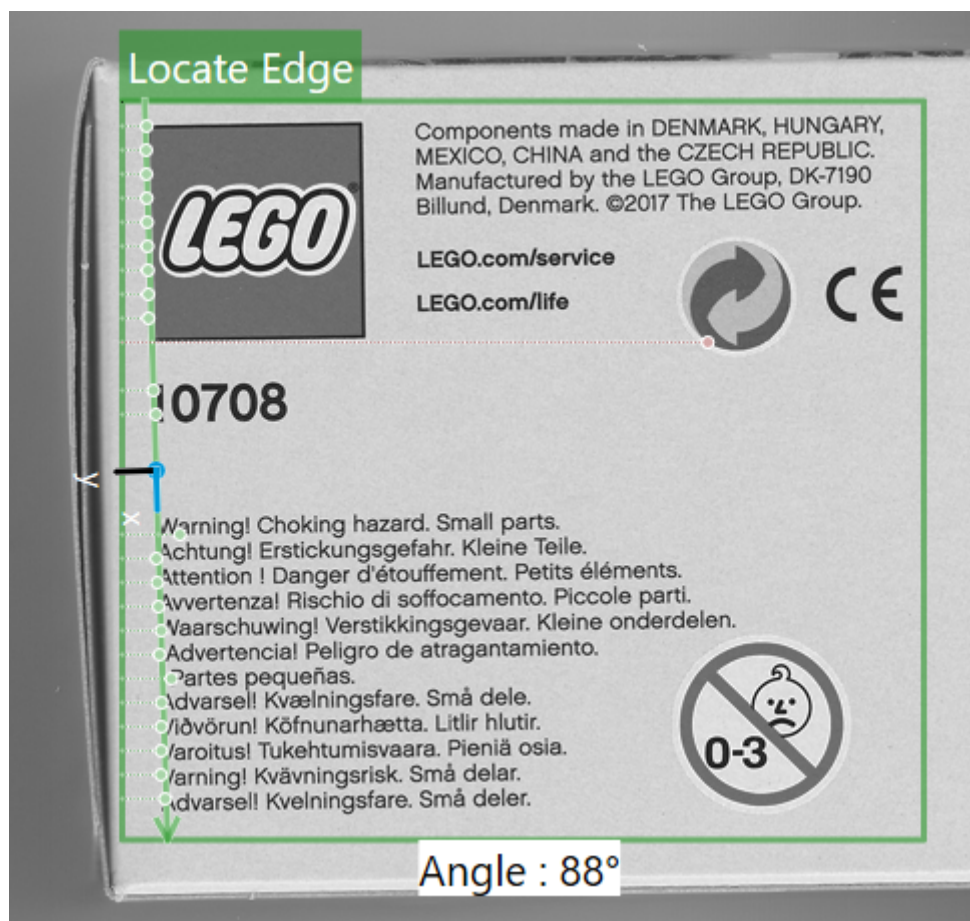 Locate Edge
Components made in DENMARK, HUNGARY,
MEXICO, CHINA and the CZECH REPUBLIC.
Manufactured by the LEGO Group, DK-7190
Billund, Denmark. ©2017 The LEGO Group.
LEGO®
LEGO.com/service
LEGO.com/life
CE
10708
y
x
Warning! Choking hazard. Small parts.
Achtung! Erstickungsgefahr. Kleine Teile.
Attention ! Danger d'étouffement. Petits éléments.
Avvertenza! Rischio di soffocamento. Piccole parti.
Waarschuwing! Verstikkingsgevaar. Kleine onderdelen.
Advertencia! Peligro de atragantamiento.
Partes pequeñas.
Advarsel! Kvælningsfare. Små dele.
Viðvörun! Köfnunarhætta. Litlir hlutir.
Varoitus! Tukehtumisvaara. Pieniä osia.
Varning! Kvävningsrisk. Små delar.
Advarsel! Kvelningsfare. Små deler.
0-3
Angle : 88°